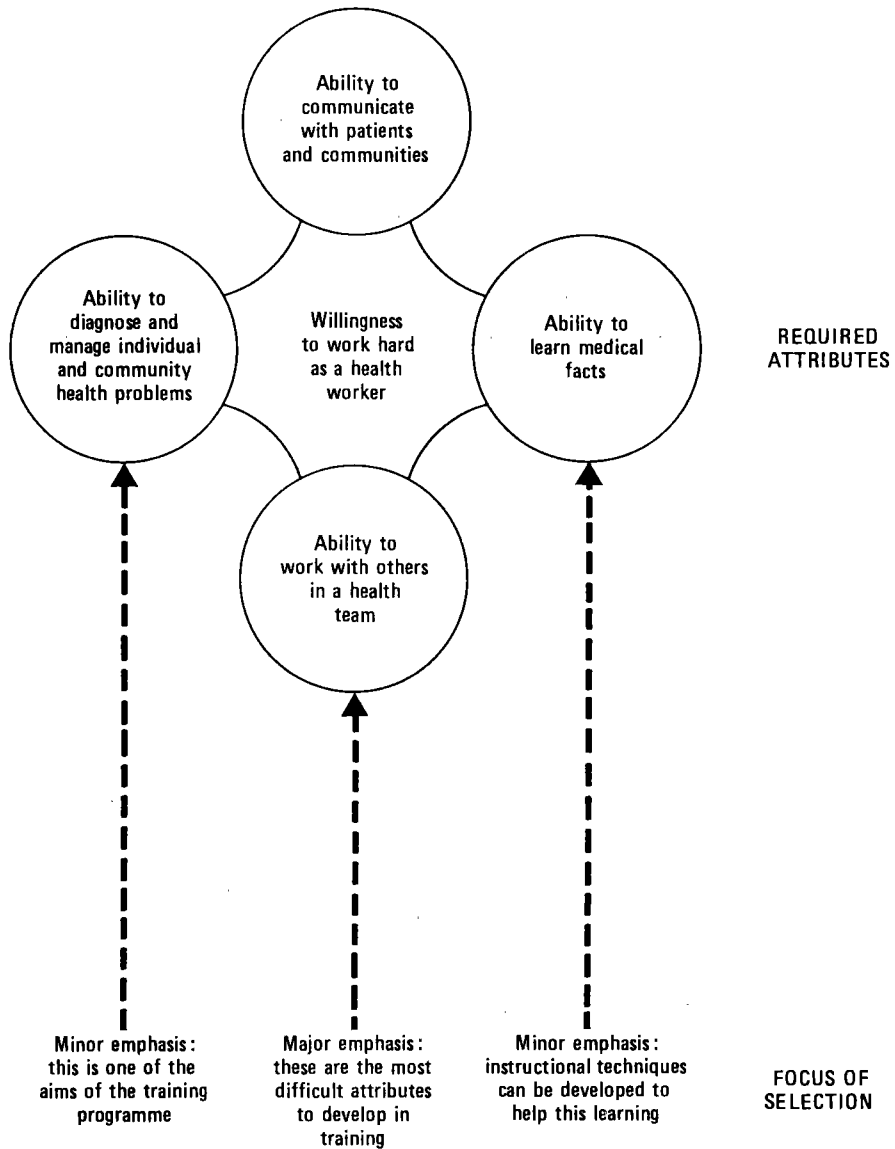 Ability to
communicate
with patients
and communities
Ability to
diagnose and
manage individual
and community
health problems
Willingness
to work hard
as a health
worker
Ability to
learn medical
facts
REQUIRED
ATTRIBUTES
Ability to
work with others
in a health
team
Minor emphasis:
this is one of the
aims of the training
programme
Major emphasis:
these are the most
difficult attributes
to develop in
training
Minor emphasis:
instructional techniques
can be developed to
help this learning
FOCUS OF
SELECTION